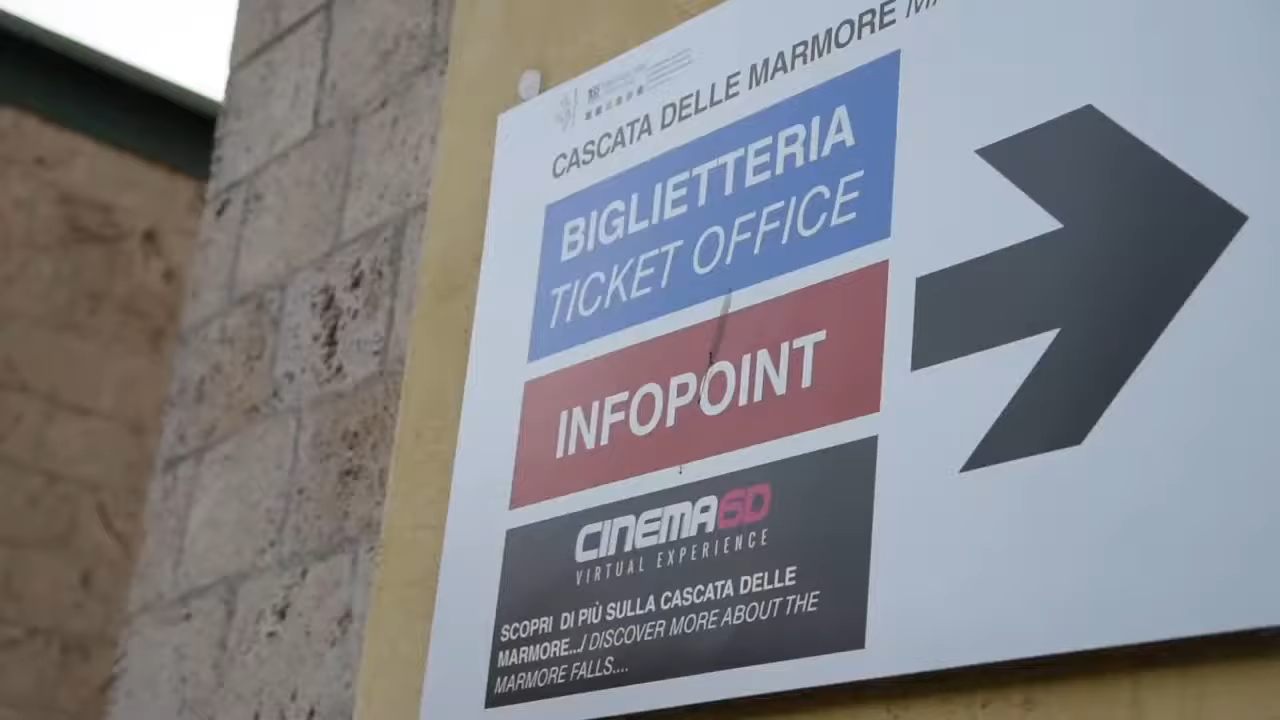 CASCATA DELLE MARMORE
BIGLIETTERIA
TICKET OFFICE
INFOPOINT
CINEMA6D
VIRTUAL EXPERIENCE
SCOPRI DI PIÙ SULLA CASCATA DELLE
MARMORE.../ DISCOVER MORE ABOUT THE
MARMORE FALLS....